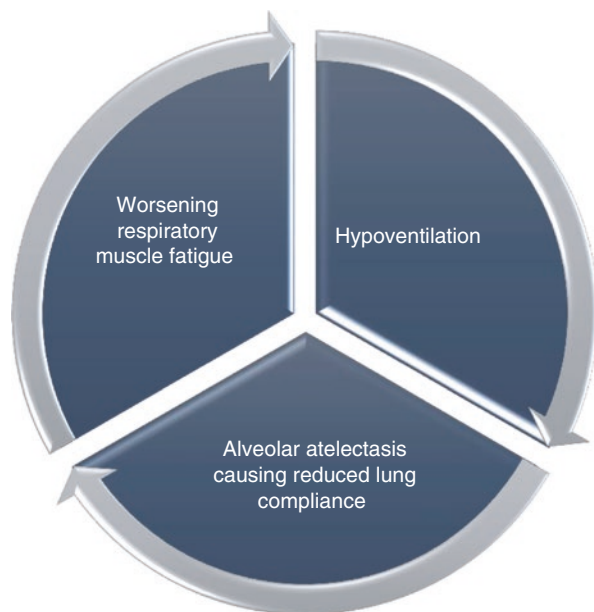 Worsening
respiratory
muscle fatigue
Hypoventilation
Alveolar atelectasis
causing reduced lung
compliance